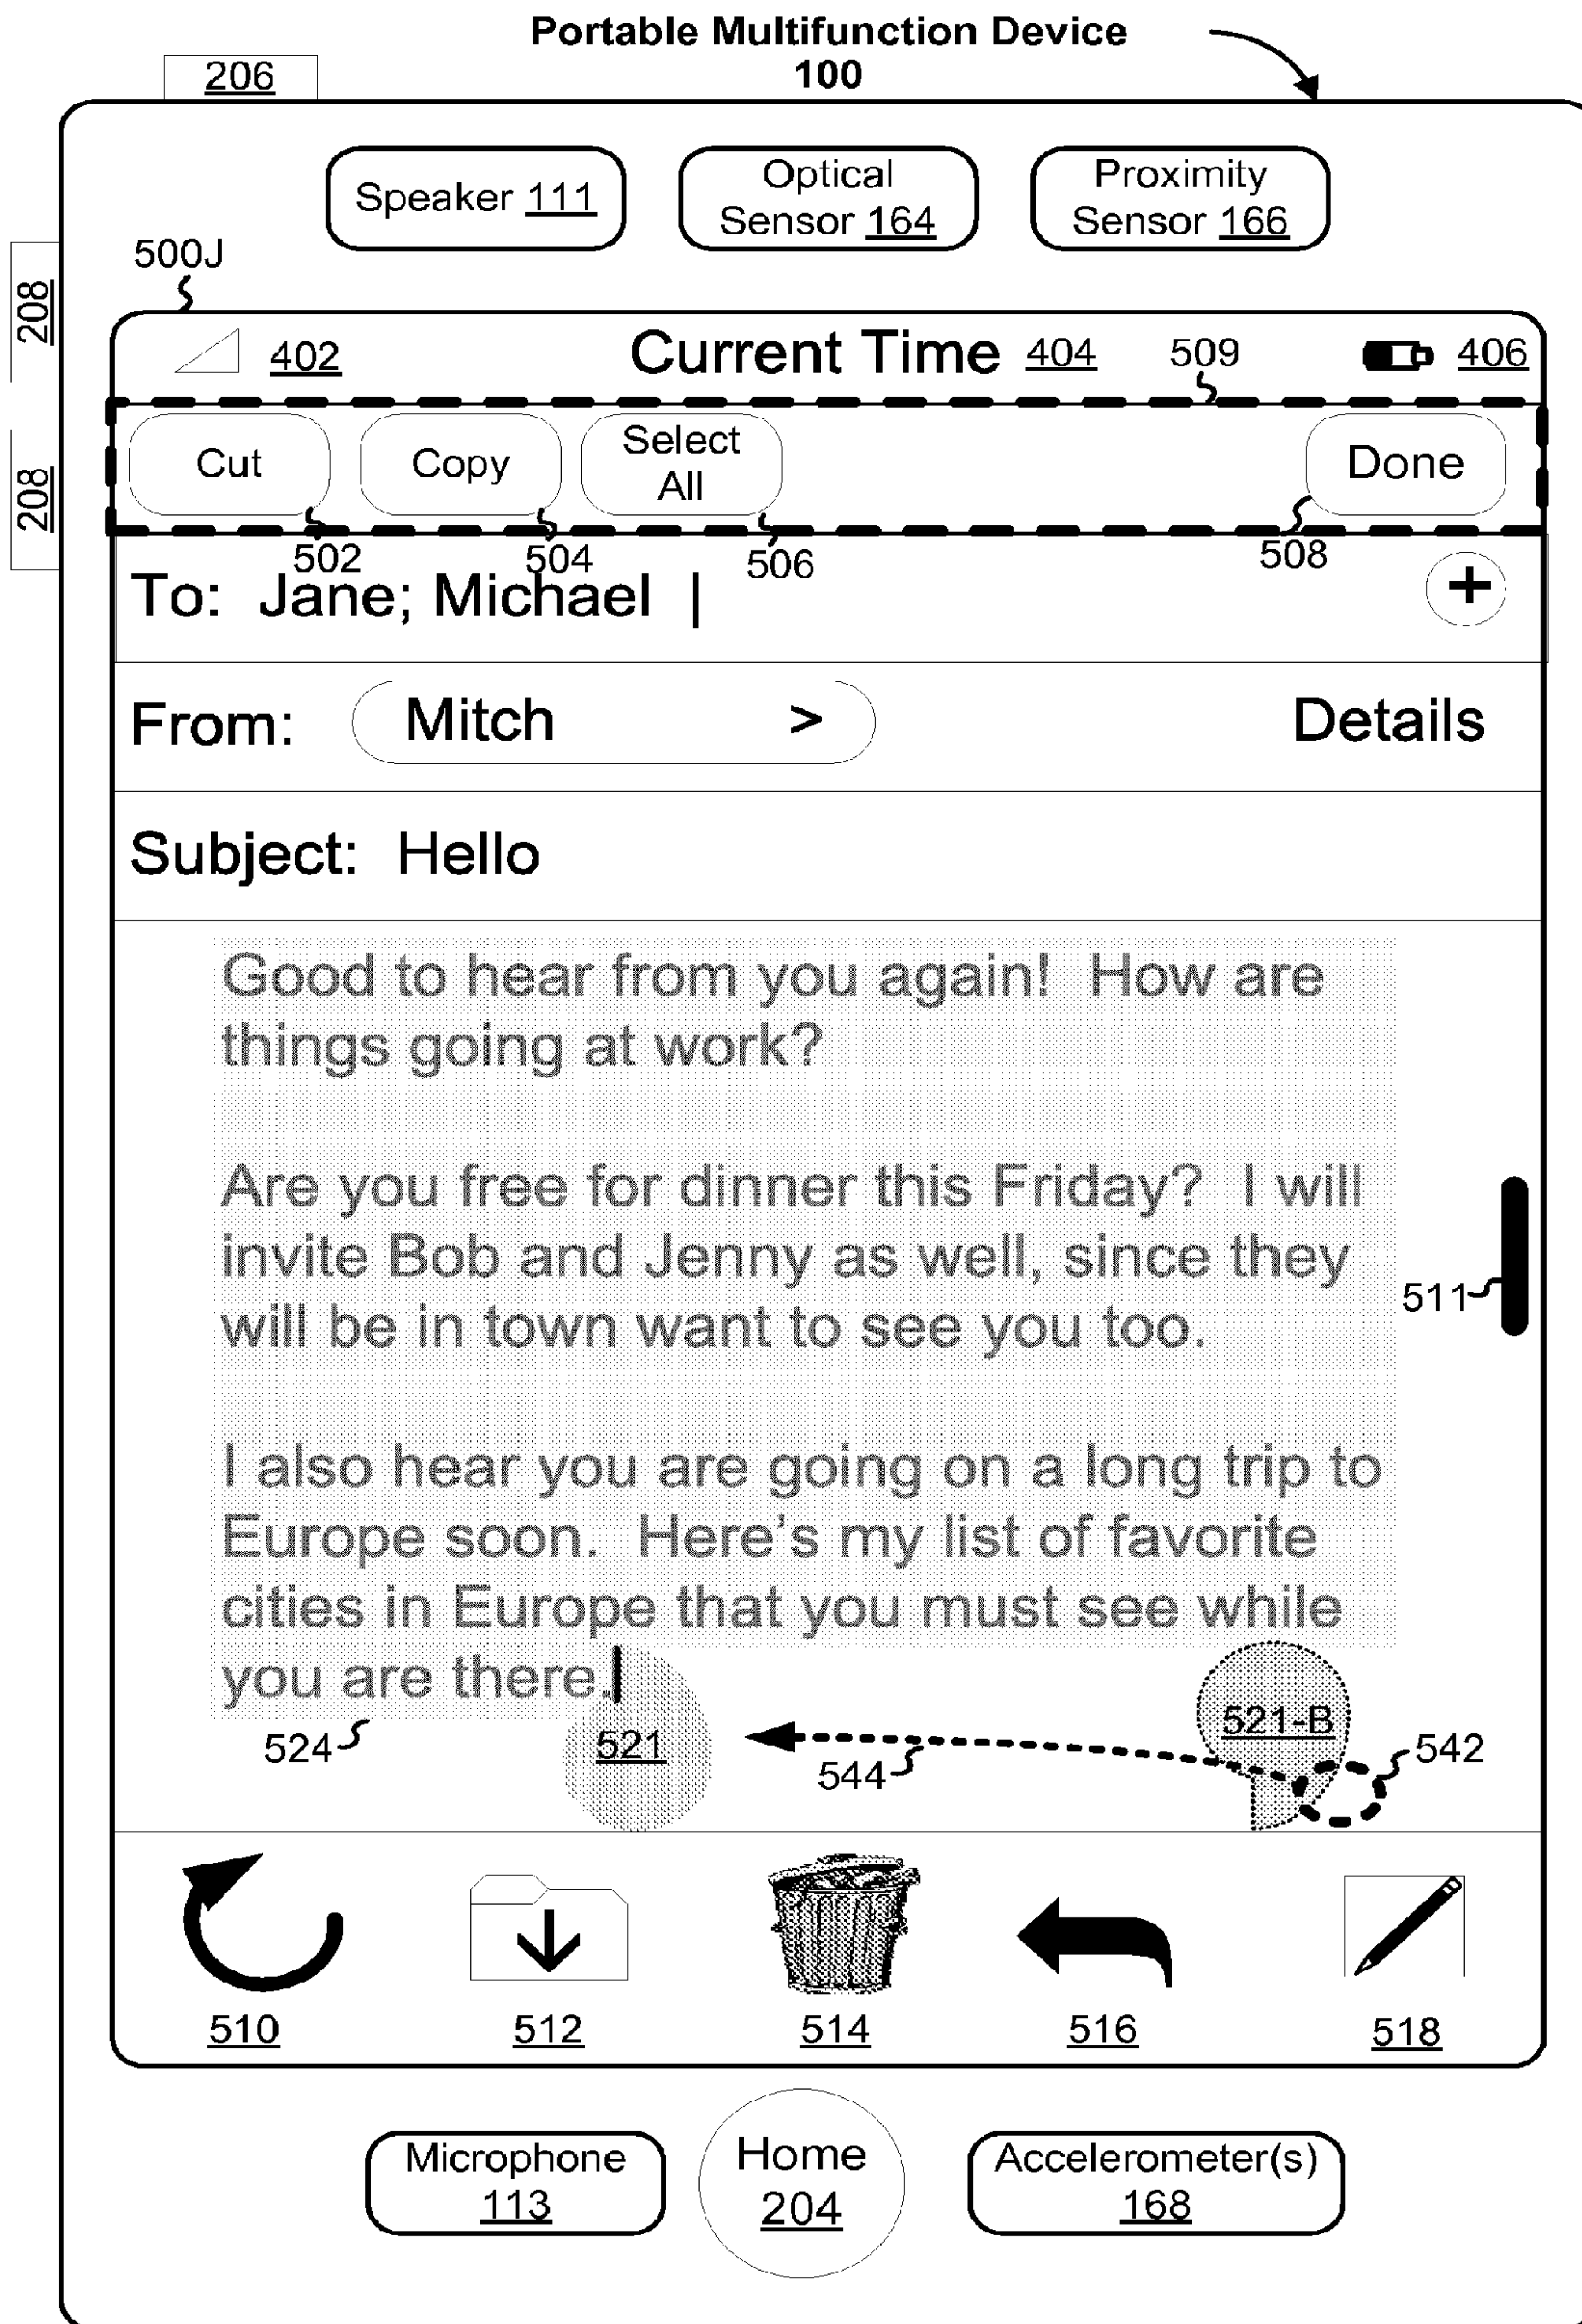 Portable Multifunction Device
100
206
Speaker 111
Optical
Sensor 164
Proximity
Sensor 166
500J
208
208
402
Current Time 404
509
406
Cut
Copy
Select
All
Done
502
504
506
508
To: Jane; Michael |
+
From: Mitch >
Details
Subject: Hello
Good to hear from you again! How are
things going at work?
Are you free for dinner this Friday? I will
invite Bob and Jenny as well, since they
will be in town want to see you too.
511
I also hear you are going on a long trip to
Europe soon. Here's my list of favorite
cities in Europe that you must see while
you are there.
524
521
544
521-B
542
510
512
514
516
518
Microphone
113
Home
204
Accelerometer(s)
168